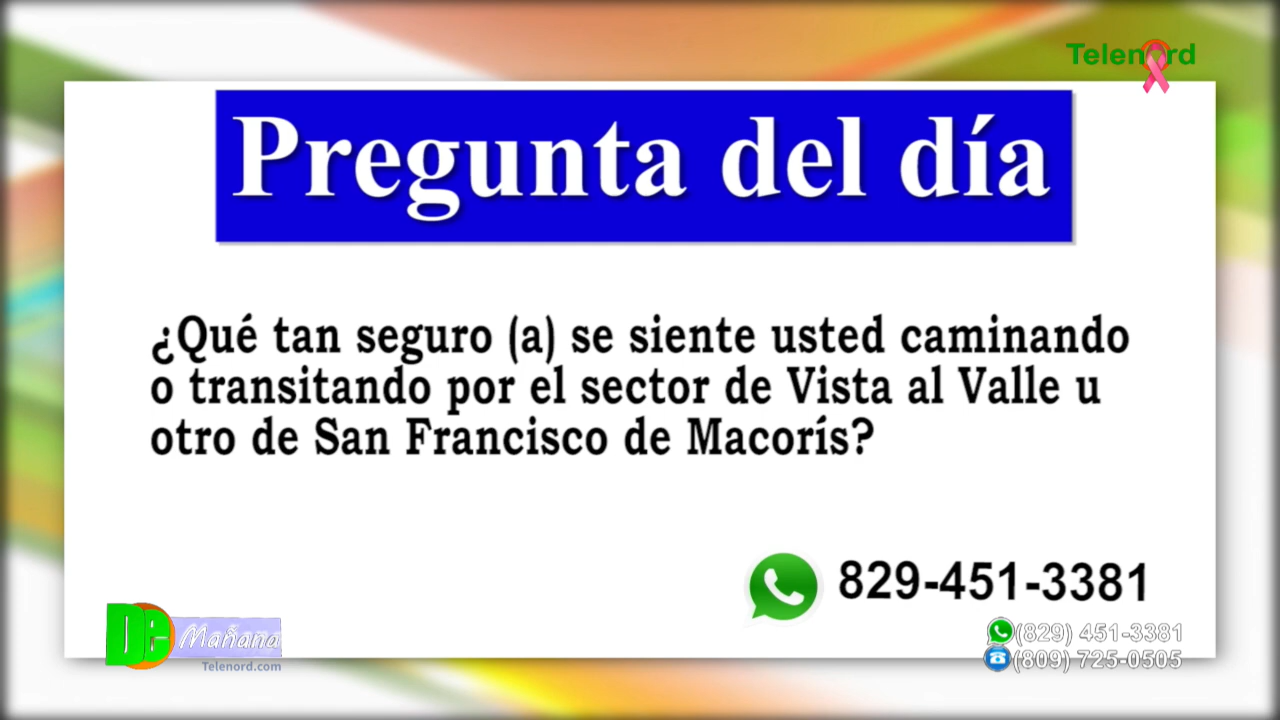 Telenord
Pregunta del día
¿Qué tan seguro (a) se siente usted caminando
o transitando por el sector de Vista al Valle u
otro de San Francisco de Macorís?
829-451-3381
De Mañana
Telenord.com
(829) 451-3381
(809) 725-0505